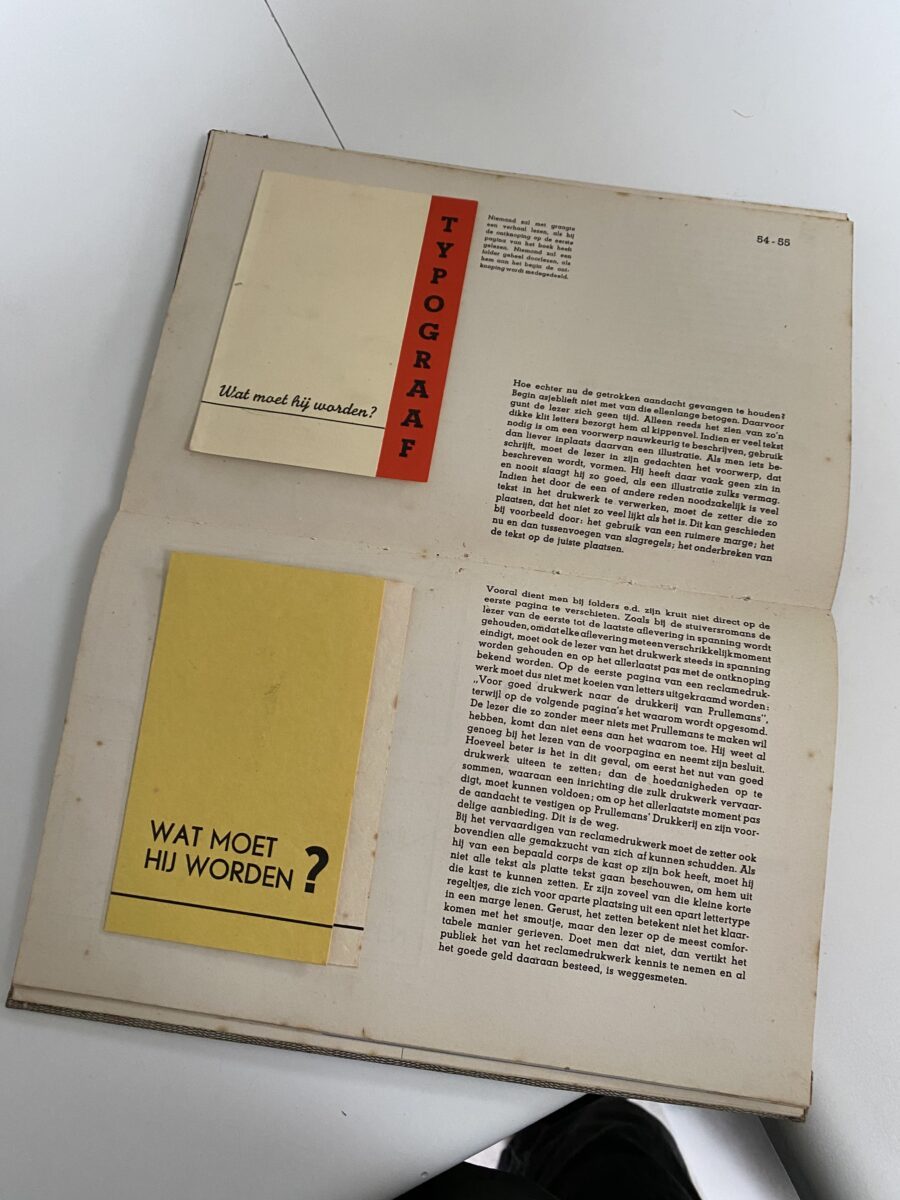 TYPOGRAAF
Wat moet hij worden?
Niemand zal met graagte
een verhaal lezen, als bij
de ontknoping op de eerste
pagina van het boek heeft
gelezen. Niemand zal een
folder geheel doorlezen, als
hem aan het begin de ont-
knoping wordt medegedeeld.
54-55
Hoe echter nu de getrokken aandacht gevangen te houden?
Begin asjeblieft niet met van die ellenlange betogen. Daarvoor
gunt de lezer zich geen tijd. Alleen reeds het zien van zo'n
dikke klit letters bezorgt hem al kippenvel. Indien er veel tekst
nodig is om een voorwerp nauwkeurig te beschrijven, gebruik
dan liever inplaats daarvan een illustratie. Als men iets be-
schrijft, moet de lezer in zijn gedachten het voorwerp, dat
beschreven wordt, vormen. Hij heeft daar vaak geen zin in
en nooit slaagt hij zo goed, als een illustratie zulks vermag.
Indien het door de een of andere reden noodzakelijk is veel
tekst in het drukwerk te verwerken, moet de zetter die zo
plaatsen, dat het niet zo veel lijkt als het is. Dit kan geschieden
bij voorbeeld door: het gebruik van een ruimere marge; het
nu en dan tussenvoegen van slagregels; het onderbreken van
de tekst op de juiste plaatsen.
WAT MOET
HIJ WORDEN ?
Vooral dient men bij folders e.d. zijn kruit niet direct op de
eerste pagina te verschieten. Zoals bij de stuiversromans de
lezer van de eerste tot de laatste aflevering in spanning wordt
gehouden, omdat elke aflevering met een verschrikkelijk moment
eindigt, moet ook de lezer van het drukwerk steeds in spanning
worden gehouden en op het allerlaatst pas met de ontknoping
bekend worden. Op de eerste pagina van een reclamedruk-
werk moet dus niet met koeien van letters uitgekraamd worden:
„Voor goed drukwerk naar de drukkerij van Prullemans”,
terwijl op de volgende pagina's het waarom wordt opgesomd.
De lezer die zo zonder meer niets met Prullemans te maken wil
hebben, komt dan niet eens aan het waarom toe. Hij weet al
genoeg bij het lezen van de voorpagina en neemt zijn besluit.
Hoeveel beter is het in dit geval, om eerst het nut van goed
drukwerk uiteen te zetten; dan de hoedanigheden op te
sommen, waaraan een inrichting die zulk drukwerk vervaar-
digt, moet kunnen voldoen; om op het allerlaatste moment pas
de aandacht te vestigen op Prullemans' Drukkerij en zijn voor-
delige aanbieding. Dit is de weg.
Bij het vervaardigen van reclamedrukwerk moet de zetter ook
bovendien alle gemakzucht van zich af kunnen schudden. Als
hij van een bepaald corps de kast op zijn bok heeft, moet hij
niet alle tekst als platte tekst gaan beschouwen, om hem uit
die kast te kunnen zetten. Er zijn zoveel van die kleine korte
regeltjes, die zich voor aparte plaatsing uit een apart lettertype
in een marge lenen. Gerust, het zetten betekent niet het klaar-
komen met het smoutje, maar den lezer op de meest comfor-
tabele manier gerieven. Doet men dat niet, dan vertikt het
publiek het van het reclamedrukwerk kennis te nemen en al
het goede geld daaraan besteed, is weggesmeten.